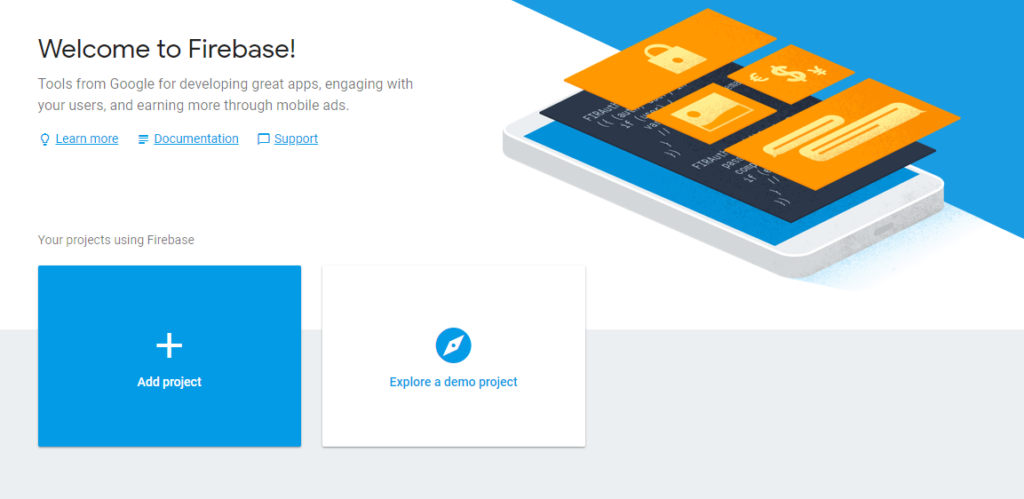 Welcome to Firebase!
Tools from Google for developing great apps, engaging with
your users, and earning more through mobile ads.
Learn more Documentation Support
Your projects using Firebase
Add project
Explore a demo project